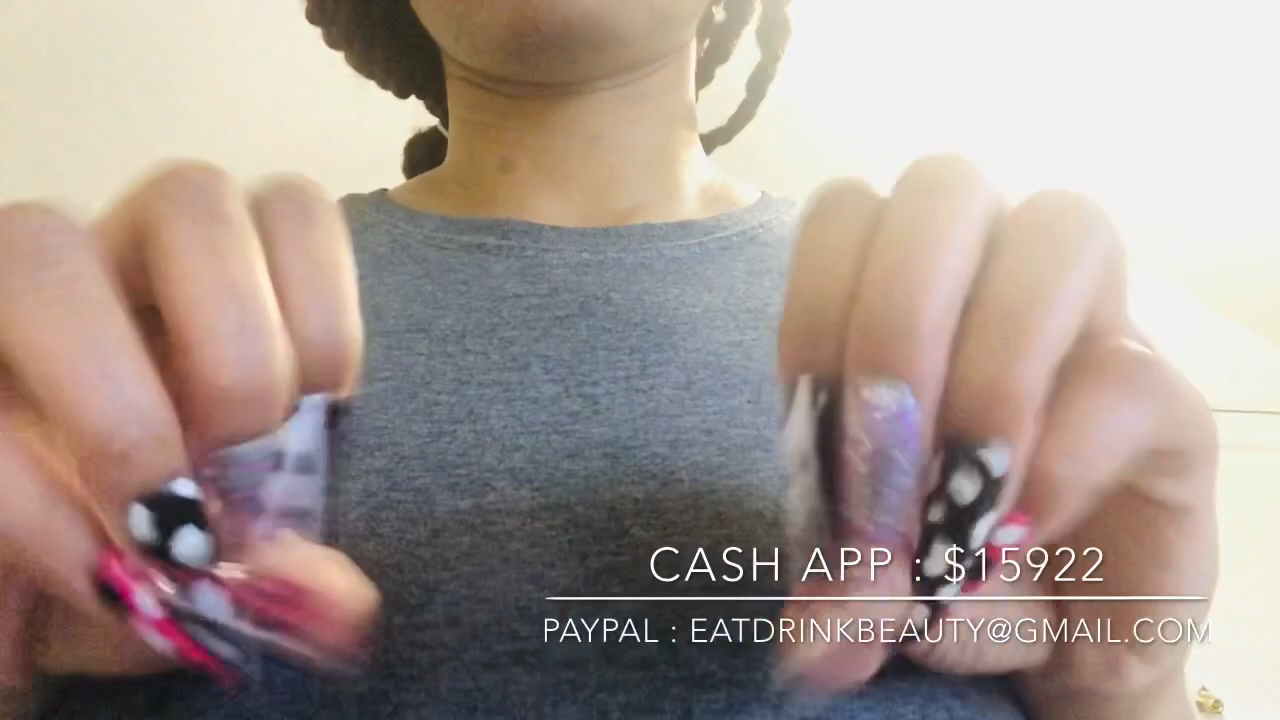 CASH APP : $15922
PAYPAL : EATDRINKBEAUTY@GMAIL.COM